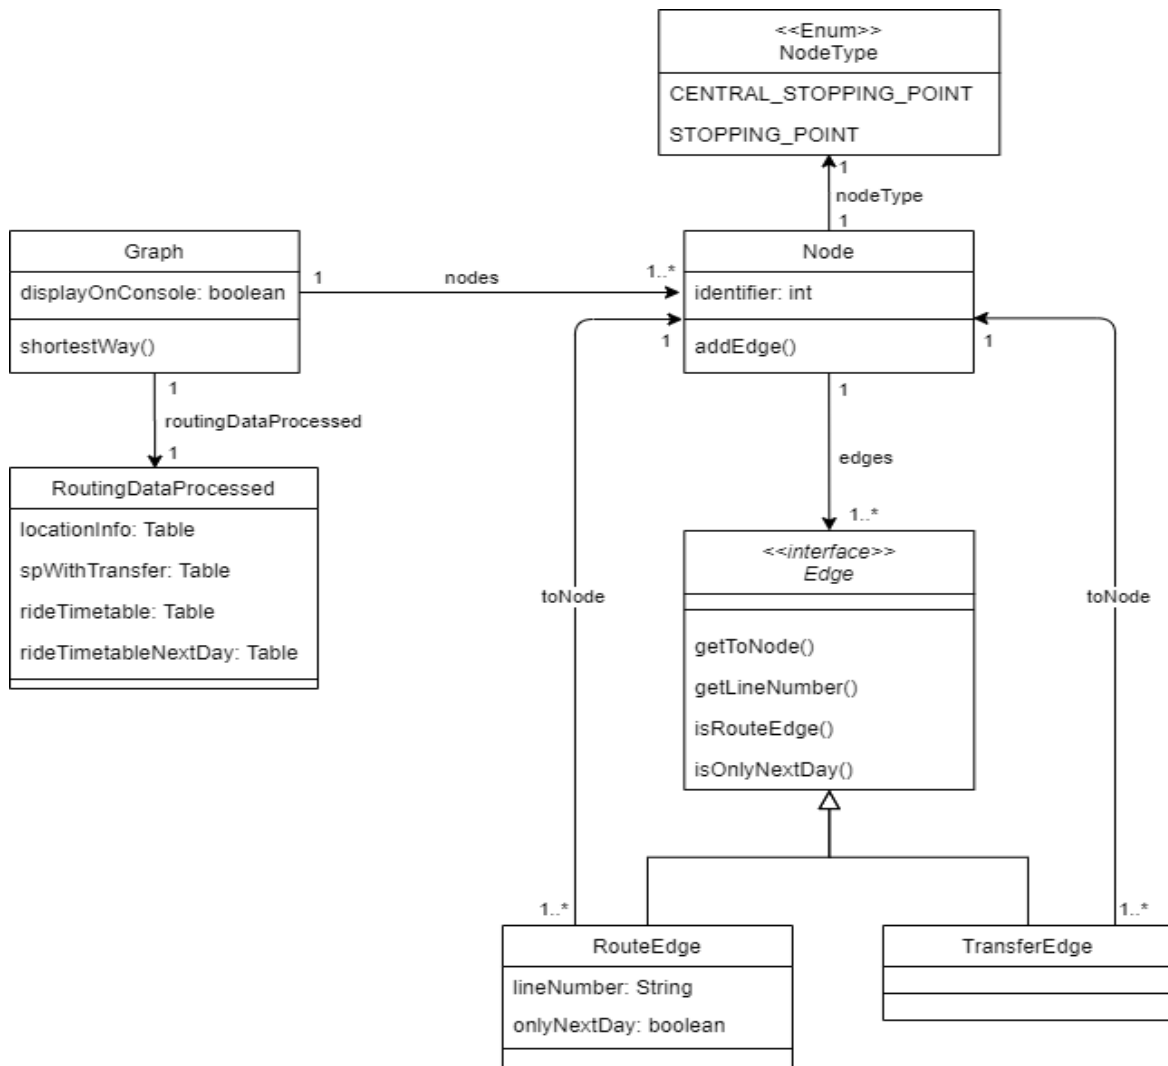 <<Enum>>
NodeType
CENTRAL_STOPPING_POINT
STOPPING_POINT
1
nodeType
1
Graph
displayOnConsole: boolean
shortestWay()
1
nodes
1..*
Node
identifier: int
addEdge()
1
1
1
routingDataProcessed
1
1
edges
1..*
RoutingDataProcessed
locationInfo: Table
spWithTransfer: Table
rideTimetable: Table
rideTimetableNextDay: Table
<<interface>>
Edge
getToNode()
getLineNumber()
isRouteEdge()
isOnlyNextDay()
toNode
toNode
1..*
1..*
RouteEdge
lineNumber: String
onlyNextDay: boolean
TransferEdge